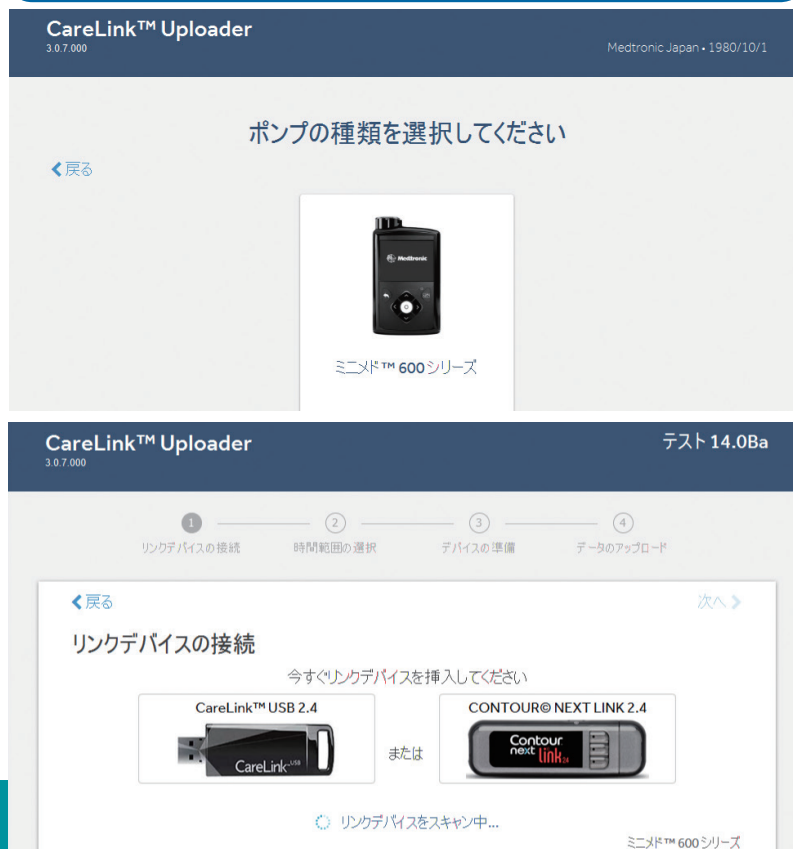 CareLink™ Uploader
3.0.7.000
Medtronic Japan • 1980/10/1
ポンプの種類を選択してください
戻る
Medtronic
ミニメド™ 600 シリーズ
CareLink™ Uploader
3.0.7.000
テスト 14.0Ba
1 2 3 4
リンクデバイスの接続 時間範囲の選択 デバイスの準備 データのアップロード
戻る 次へ
リンクデバイスの接続
今すぐリンクデバイスを挿入してください
CareLink™ USB 2.4
CareLink USB
または
CONTOUR© NEXT LINK 2.4
Contour
next link 2.4
リンクデバイスをスキャン中...
ミニメド™ 600 シリーズ